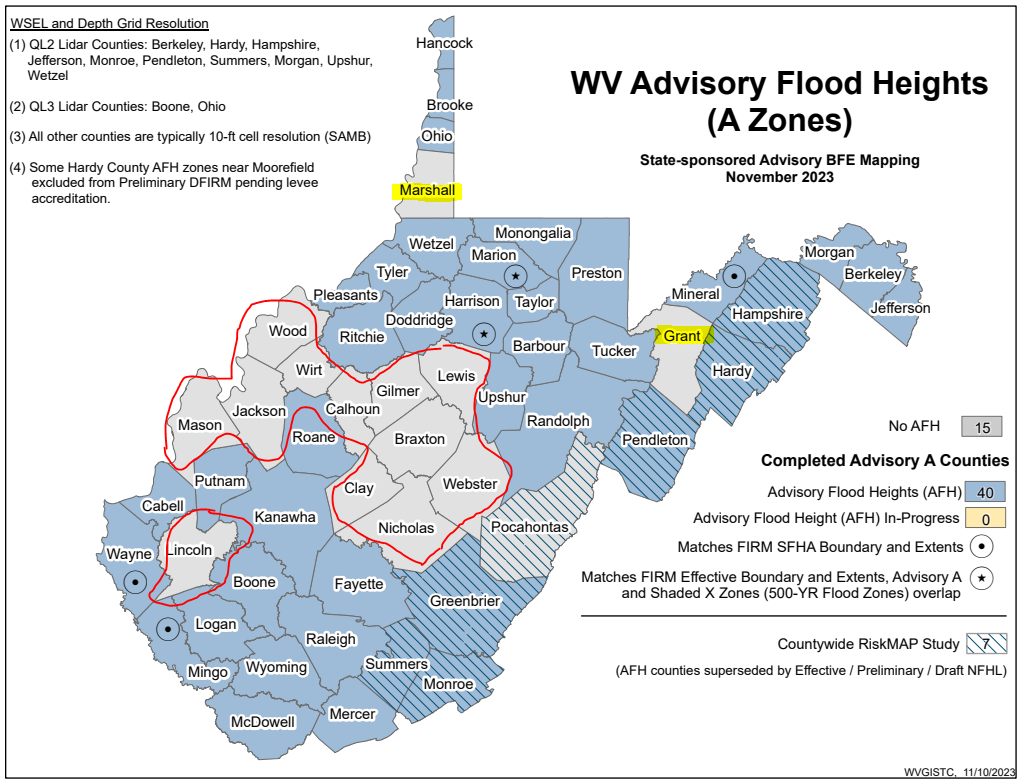 WSEL and Depth Grid Resolution
(1) QL2 Lidar Counties: Berkeley, Hardy, Hampshire,
Jefferson, Monroe, Pendleton, Summers, Morgan, Upshur,
Wetzel
(2) QL3 Lidar Counties: Boone, Ohio
(3) All other counties are typically 10-ft cell resolution (SAMB)
(4) Some Hardy County AFH zones near Moorefield
excluded from Preliminary DFIRM pending levee
accreditation.
WV Advisory Flood Heights
(A Zones)
State-sponsored Advisory BFE Mapping
November 2023
Hancock
Brooke
Ohio
Marshall
Wetzel
Monongalia
Marion
Preston
Tyler
Pleasants
Harrison
Taylor
Doddridge
Ritchie
Barbour
Tucker
Mineral
Grant
Hampshire
Hardy
Morgan
Berkeley
Jefferson
Wood
Wirt
Lewis
Gilmer
Upshur
Calhoun
Jackson
Mason
Roane
Braxton
Randolph
Pendleton
Putnam
Clay
Webster
Cabell
Kanawha
Nicholas
Pocahontas
Wayne
Lincoln
Boone
Fayette
Greenbrier
Logan
Raleigh
Mingo
Wyoming
Summers
Monroe
McDowell
Mercer
No AFH 15
Completed Advisory A Counties
Advisory Flood Heights (AFH) 40
Advisory Flood Height (AFH) In-Progress 0
Matches FIRM SFHA Boundary and Extents
Matches FIRM Effective Boundary and Extents, Advisory A
and Shaded X Zones (500-YR Flood Zones) overlap
Countywide RiskMAP Study 7
(AFH counties superseded by Effective / Preliminary / Draft NFHL)
WVGISTC, 11/10/2023